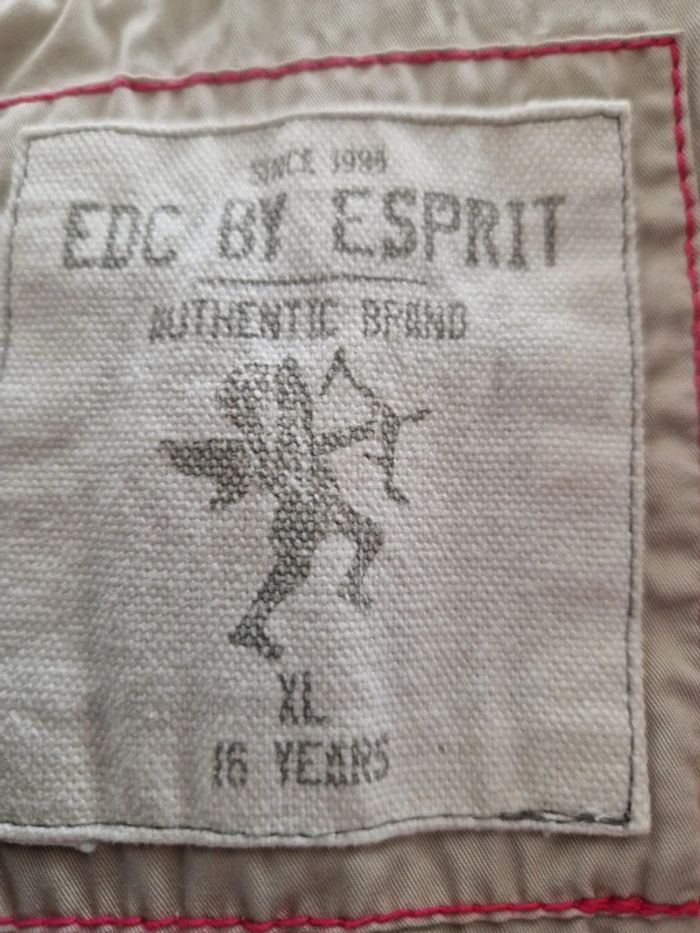 SINCE 1994
EDC BY ESPRIT
AUTHENTIC BRAND
XL
16 YEARS